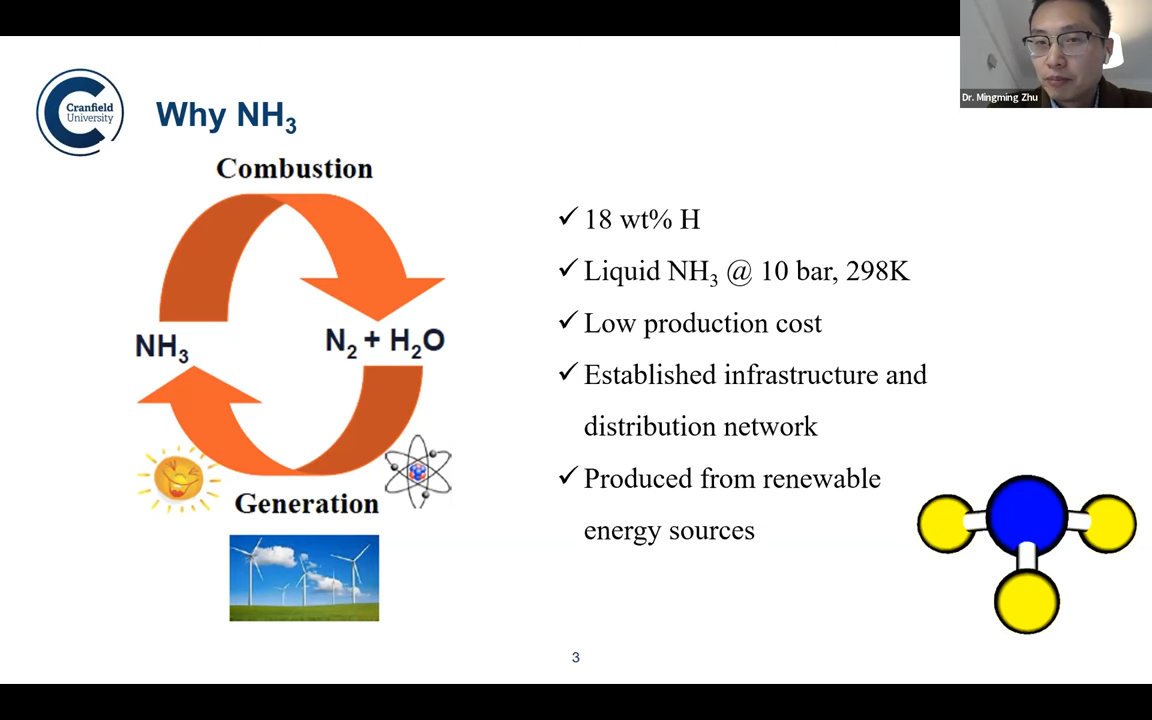 Dr. Mingming Zhu
Cranfield
University
Why NH₃
Combustion
NH₃
N₂ + H₂O
Generation
✓ 18 wt% H
✓ Liquid NH₃ @ 10 bar, 298K
✓ Low production cost
✓ Established infrastructure and
distribution network
✓ Produced from renewable
energy sources
3